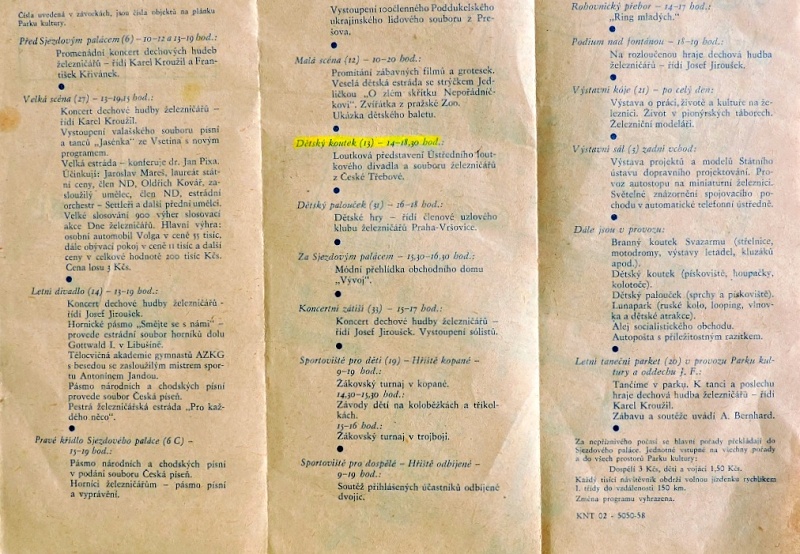 Čísla uvedená v závorkách, jsou čísla objektů na plánku
Parku kultury.
Před Sjezdovým palácem (6) – 10-12 a 13-19 hod.:
Promenádní koncert dechových hudeb
železničářů – řídí Karel Kroužil a Fran-
tišek Křivánek.
Velká scéna (27) – 13-19,15 hod.:
Koncert dechové hudby železničářů –
řídí Karel Kroužil.
Vystoupení valašského souboru písní
a tanců „Jasénka" ze Vsetína s novým
programem.
Velká estráda – konferuje dr. Jan Pixa.
Účinkují: Jaroslav Mareš, laureát stát-
ní ceny, člen ND, Oldřich Kovář, za-
sloužilý umělec, člen ND, estrádní
orchestr – Settleři a další přední umělci.
Velké slosování 900 výher slosovací
akce Dne železničářů. Hlavní výhra:
osobní automobil Volga v ceně 55 tisíc,
dále obývací pokoj v ceně 11 tisíc a další
ceny v celkové hodnotě 200 tisíc Kčs.
Cena losu 3 Kčs.
Letní divadlo (14) – 13-19 hod.:
Koncert dechové hudby železničářů -
řídí Josef Jiroušek.
Hornické pásmo „Smějte se s námi" –
provede estrádní soubor horníků dolu
Gottwald I. v Libušíně.
Tělocvičná akademie gymnastů AZKG
s besedou se zasloužilým mistrem spor-
tu Antonínem Jandou.
Pásmo národních a chodských písní
provede soubor Česká píseň.
Pestrá železničářská estráda „Pro kaž-
dého něco".
Pravé křídlo Sjezdového paláce (6 C) –
15-19 hod.:
Pásmo národních a chodských písní
v podání souboru Česká píseň.
Horníci železničářům – pásmo písní
a vyprávění.
Vystoupení 100členného Poddukelského
ukrajinského lidového souboru z Pre-
šova.
Malá scéna (12) – 10-20 hod.:
Promítání zábavných filmů a grotesek.
Veselá dětská estráda se strýčkem Jed-
ličkou „O zlém skřítku Nepořádníč-
kovi". Zvířátka z pražské Zoo.
Ukázka dětského baletu.
Dětský koutek (13) – 14-18,30 hod.:
Loutková představení Ústředního lout-
kového divadla a souboru železničářů
z České Třebové.
Dětský palouček (51) – 16-18 hod.:
Dětské hry – řídí členové uzlového
klubu železničářů Praha-Vršovice.
Za Sjezdovým palácem – 15,30-16,30 hod.:
Módní přehlídka obchodního domu
„Vývoj".
Koncertní zátiší (33) – 15-17 hod.:
Koncert dechové hudby železničářů –
řídí Josef Jiroušek. Vystoupení sólistů.
Sportoviště pro děti (19) – Hřiště kopané –
9-19 hod.:
Žákovský turnaj v kopané.
14,30-15,30 hod.:
Závody dětí na koloběžkách a tříkol-
kách.
15-16 hod.:
Žákovský turnaj v trojboji.
Sportoviště pro dospělé – Hřiště odbíjené –
9-19 hod.:
Soutěž přihlášených účastníků odbíjené
dvojic.
Robovnický přebor – 14-17 hod.:
„Ring mladých."
Podium nad fontánou – 18-19 hod.:
Na rozloučenou hraje dechová hudba
železničářů – řídí Josef Jiroušek.
Výstavní kóje (21) – po celý den:
Výstava o práci, životě a kultuře na že-
leznici. Život v pionýrských táborech.
Železniční modeláři.
Výstavní sál (5) zadní vchod:
Výstava projektů a modelů Státního
ústavu dopravního projektování. Pro-
voz autostopu na miniaturní železnici.
Světelné znázornění spojovacího po-
chodu v automatické telefonní ústředně.
Dále jsou v provozu:
Branný koutek Svazarmu (střelnice,
motodromy, výstavy letadel, kluzáků
apod.).
Dětský koutek (pískoviště, houpačky,
kolotoče).
Dětský palouček (sprchy a pískoviště).
Lunapark (ruské kolo, looping, vlnov-
ka a dětské atrakce).
Alej socialistického obchodu.
Autopošta s příležitostným razítkem.
Letní taneční parket (20) v provozu Parku kul-
tury a oddechu J. F.:
Tančíme v parku. K tanci a poslechu
hraje dechová hudba železničářů – řídí
Karel Kroužil.
Zábavu a soutěže uvádí A. Bernhard.
Za nepříznivého počasí se hlavní pořady překládají do
Sjezdového paláce. Jednotné vstupné na všechny pořady
a do všech prostorů Parku kultury:
Dospělí 3 Kčs, děti a vojáci 1,50 Kčs.
Každý tisící návštěvník obdrží volnou jízdenku rychlíkem
I. třídy do vzdálenosti 150 km.
Změna programu vyhrazena.
KNT 02 - 5050-58